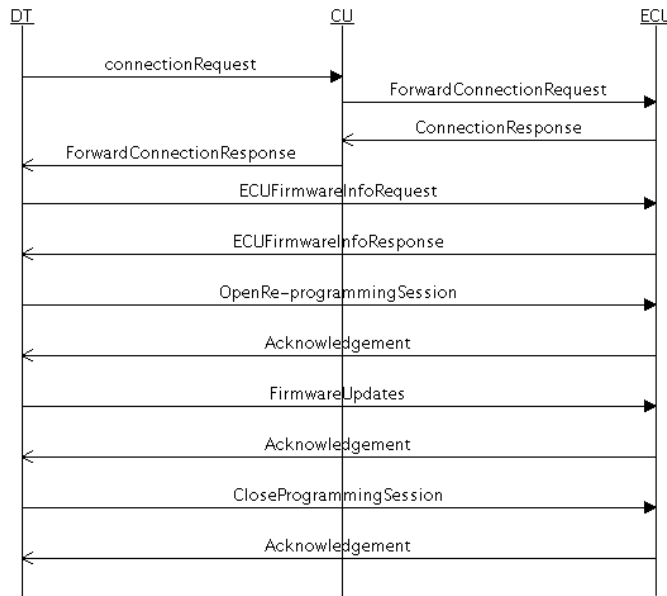 DT CU ECU
connectionRequest
ForwardConnectionRequest
ConnectionResponse
ForwardConnectionResponse
ECUFirmwareInfoRequest
ECUFirmwareInfoResponse
OpenRe-programmingSession
Acknowledgement
FirmwareUpdates
Acknowledgement
CloseProgrammingSession
Acknowledgement